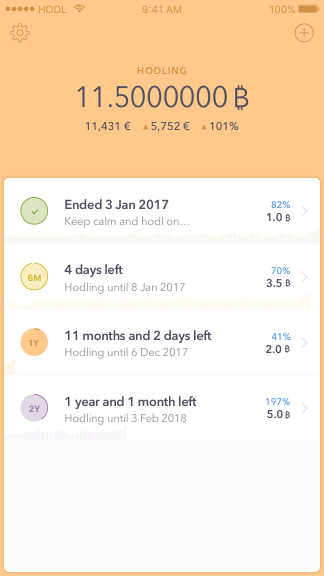 HODL 9:41 AM 100%
HODLING
11.5000000 ₿
11,431 € ▲5,752 € ▲101%
Ended 3 Jan 2017 82%
Keep calm and hodl on… 1.0 ₿
6M 4 days left 70%
Hodling until 8 Jan 2017 3.5 ₿
1Y 11 months and 2 days left 41%
Hodling until 6 Dec 2017 2.0 ₿
2Y 1 year and 1 month left 197%
Hodling until 3 Feb 2018 5.0 ₿